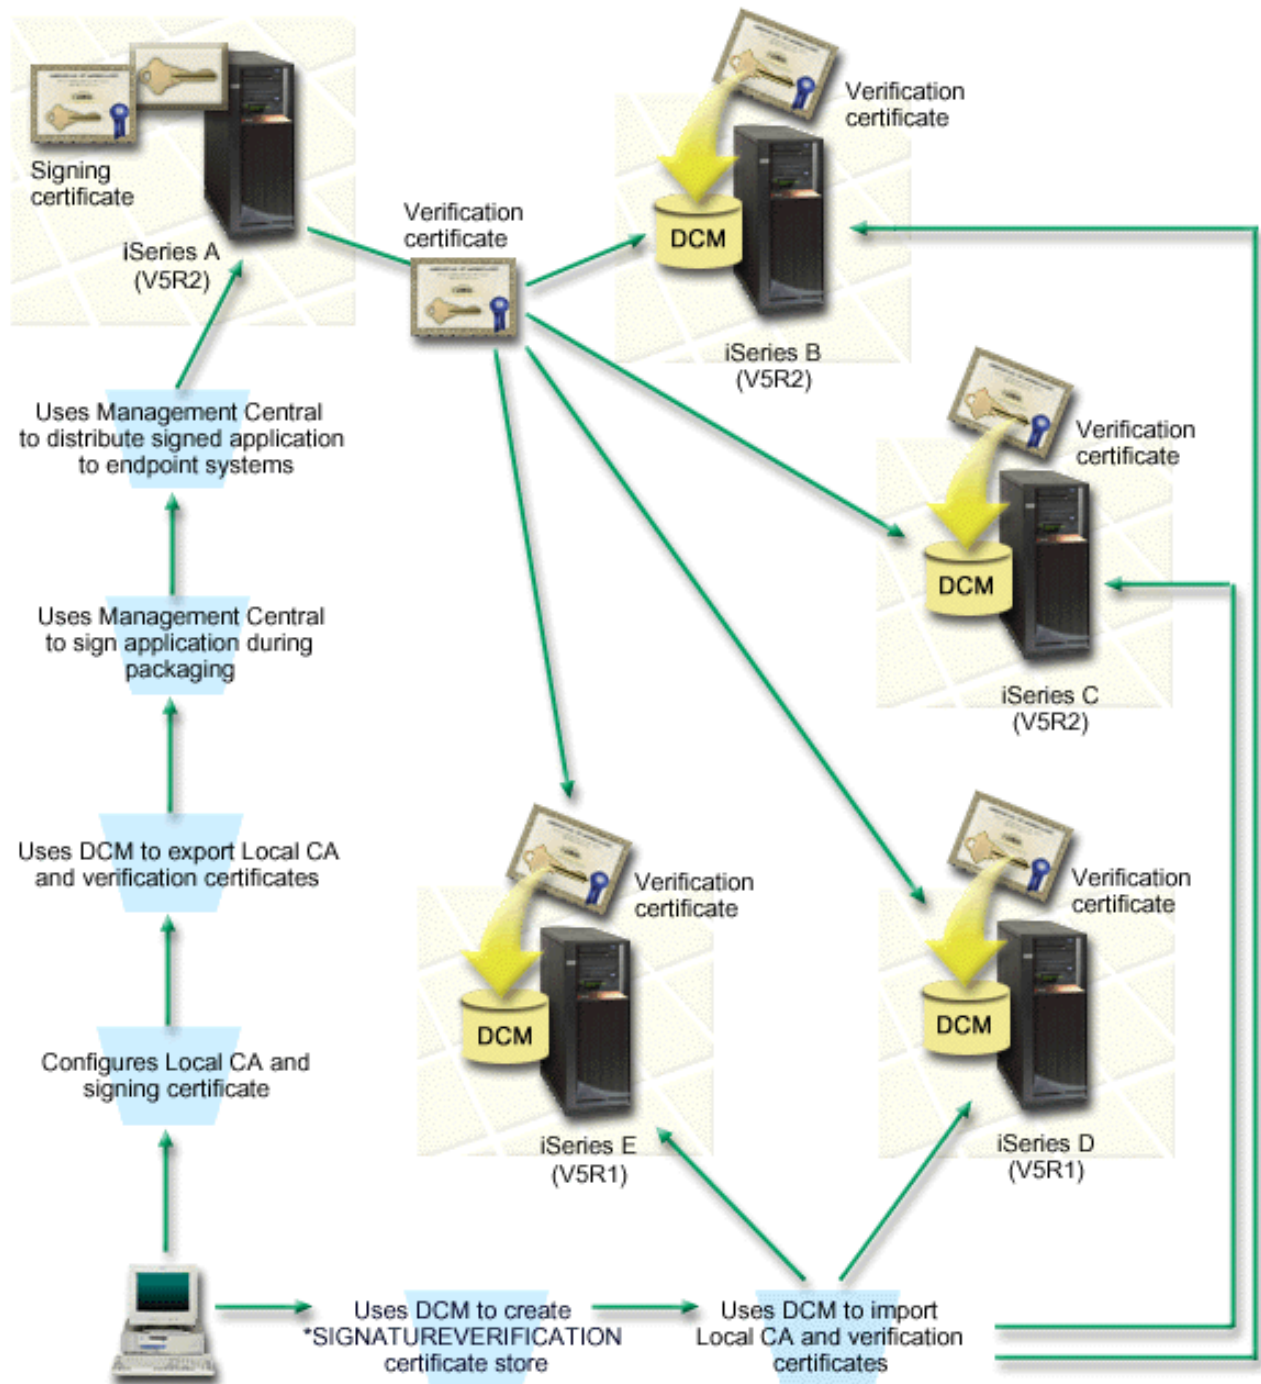 Signing
certificate
iSeries A
(V5R2)
Verification
certificate
Verification
certificate
DCM
iSeries B
(V5R2)
Verification
certificate
DCM
iSeries C
(V5R2)
Uses Management Central
to distribute signed application
to endpoint systems
Uses Management Central
to sign application during
packaging
Uses DCM to export Local CA
and verification certificates
Configures Local CA and
signing certificate
Verification
certificate
DCM
iSeries E
(V5R1)
Verification
certificate
DCM
iSeries D
(V5R1)
Uses DCM to create
*SIGNATUREVERIFICATION
certificate store
Uses DCM to import
Local CA and verification
certificates